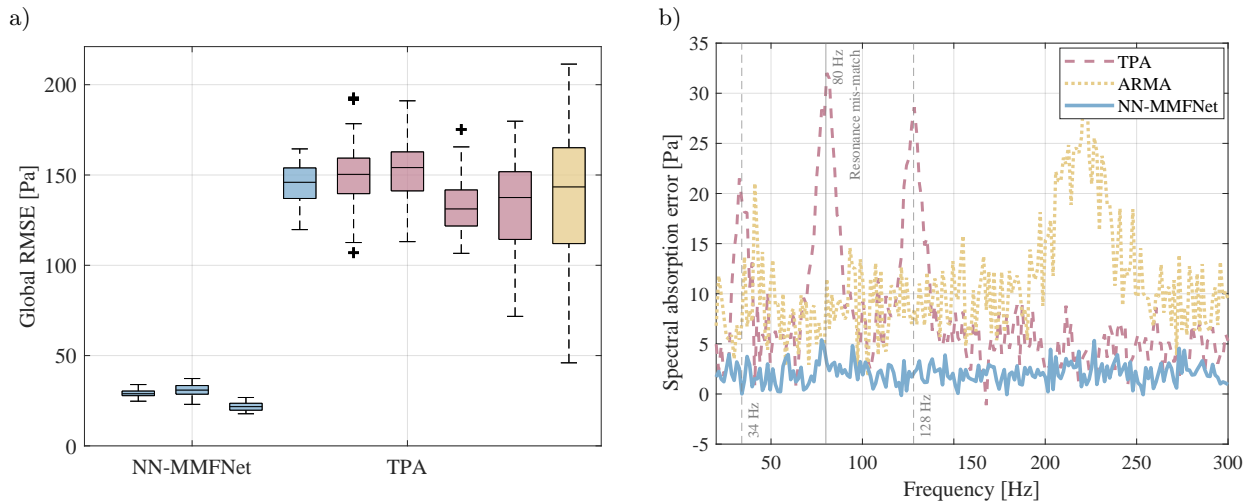 a)
Global RMSE [Pa]
200
150
100
50
0
NN-MMFNet
TPA
b)
Spectral absorption error [Pa]
35
30
25
20
15
10
5
0
-5
34 Hz
80 Hz
Resonance mis-match
128 Hz
TPA
ARMA
NN-MMFNet
50
100
150
200
250
300
Frequency [Hz]